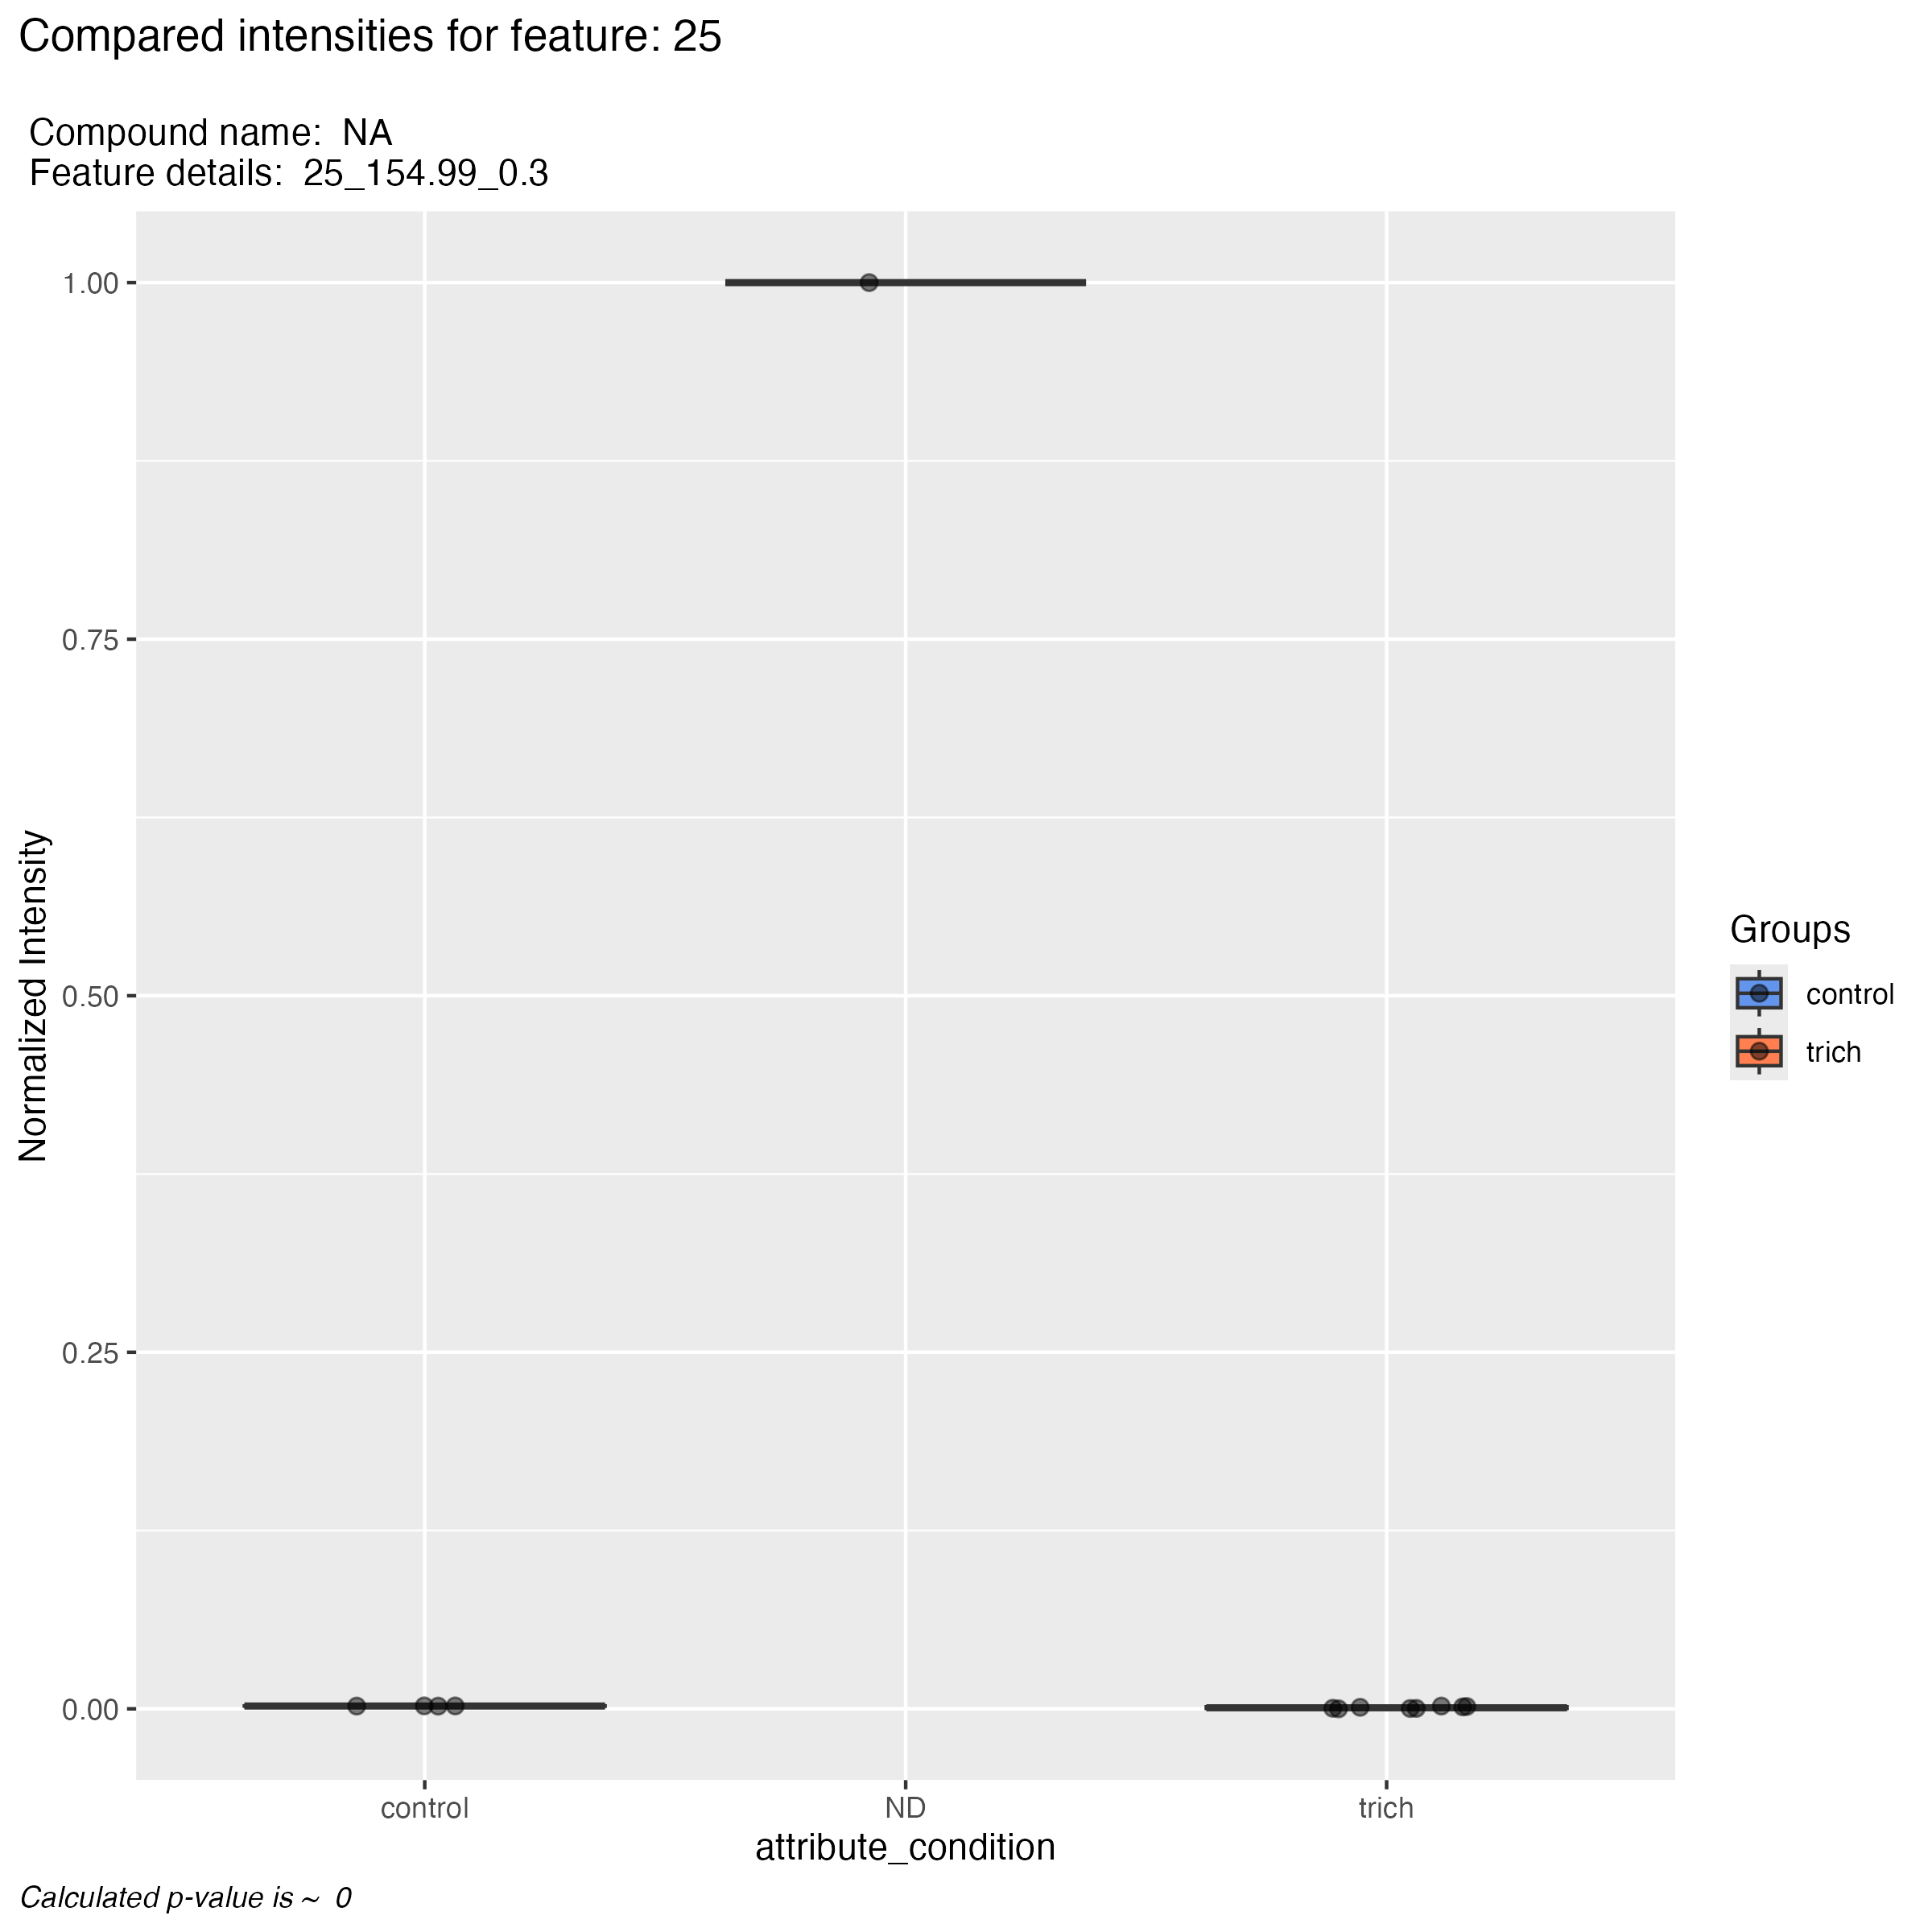 Compared intensities for feature: 25
Compound name:  NA
Feature details:  25_154.99_0.3
1.00
0.75
0.50
0.25
0.00
Normalized Intensity
control
ND
trich
attribute_condition
Groups
control
trich
Calculated p-value is ~  0